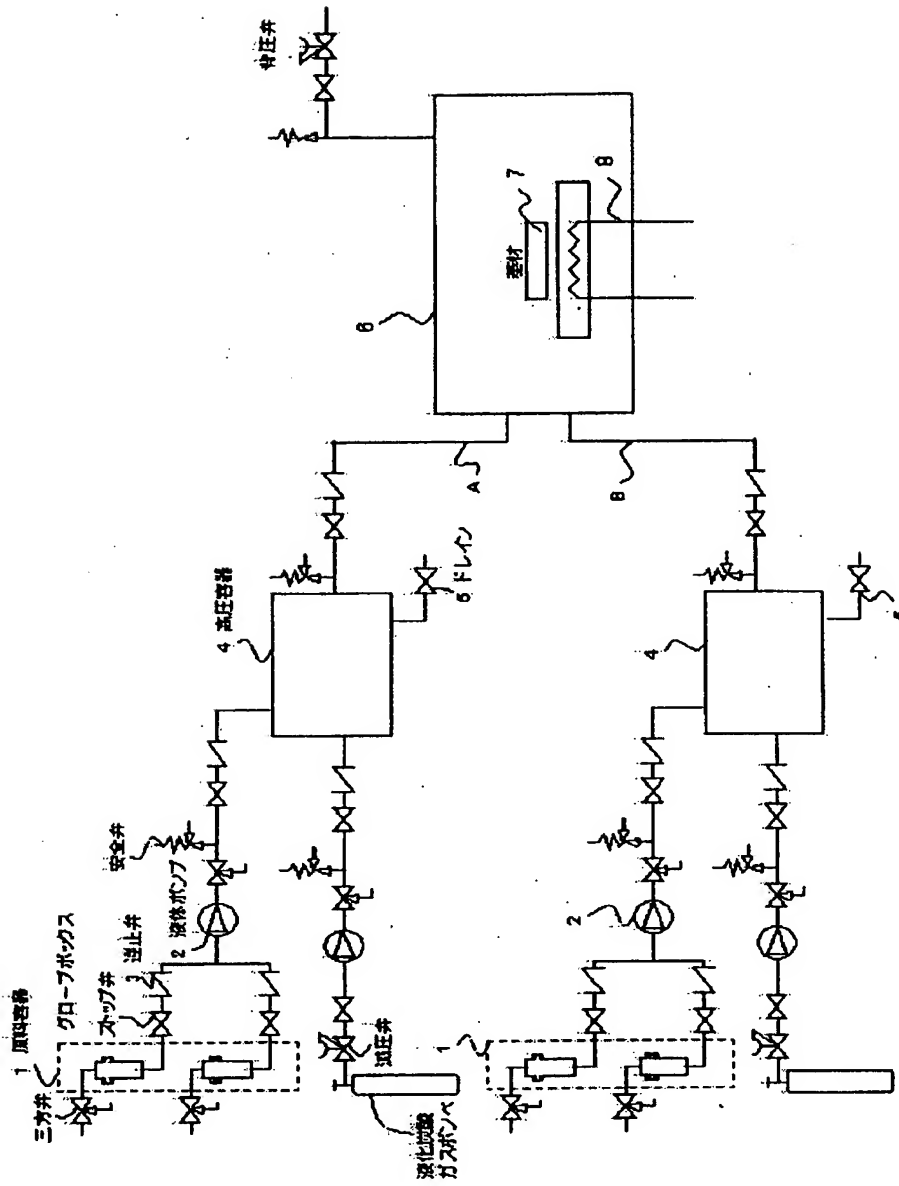 1 原料容器
グローブボックス
三方弁
ストップ弁
3 逆止弁
2 液体ポンプ
安全弁
減圧弁
液化炭酸
ガスボンベ
4 高圧容器
5 ドレイン
A
6
基材
7
8
背圧弁
1
2
4
5
B